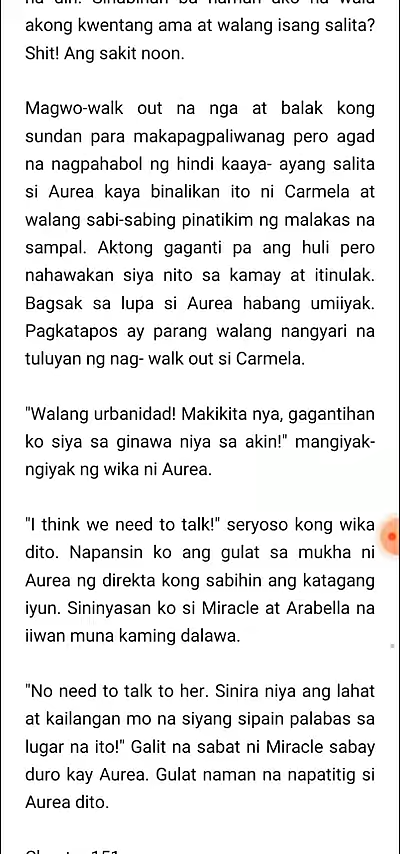 akong kwentang ama at walang isang salita?
Shit! Ang sakit noon.
Magwo-walk out na nga at balak kong
sundan para makapagpaliwanag pero agad
na nagpahabol ng hindi kaaya- ayang salita
si Aurea kaya binalikan ito ni Carmela at
walang sabi-sabing pinatikim ng malakas na
sampal. Aktong gaganti pa ang huli pero
nahawakan siya nito sa kamay at itinulak.
Bagsak sa lupa si Aurea habang umiiyak.
Pagkatapos ay parang walang nangyari na
tuluyan ng nag- walk out si Carmela.
"Walang urbanidad! Makikita nya, gagantihan
ko siya sa ginawa niya sa akin!" mangiyak-
ngiyak ng wika ni Aurea.
"I think we need to talk!" seryoso kong wika
dito. Napansin ko ang gulat sa mukha ni
Aurea ng direkta kong sabihin ang katagang
iyun. Sininyasan ko si Miracle at Arabella na
iiwan muna kaming dalawa.
"No need to talk to her. Sinira niya ang lahat
at kailangan mo na siyang sipain palabas sa
lugar na ito!" Galit na sabat ni Miracle sabay
duro kay Aurea. Gulat naman na napatitig si
Aurea dito.